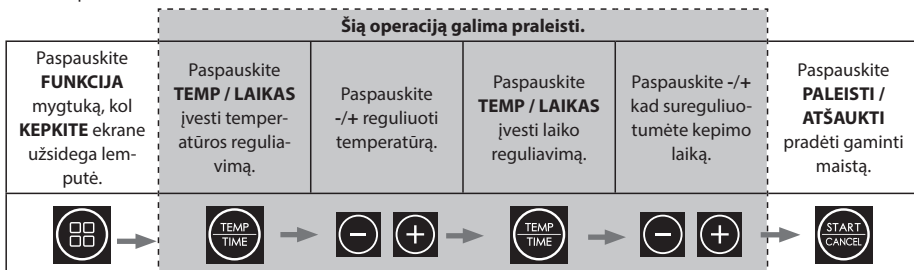 Šią operaciją galima praleisti.
Paspauskite
FUNKCIJA
mygtuką, kol
KEPKITE ekrane
užsidega lem-
putė.
Paspauskite
TEMP / LAIKAS
įvesti temper-
atūros regulia-
vimą.
Paspauskite
-/+ reguliuoti
temperatūrą.
Paspauskite
TEMP / LAIKAS
įvesti laiko
reguliavimą.
Paspauskite -/+
kad sureguliuo-
tumėte kepimo
laiką.
Paspauskite
PALEISTI /
ATŠAUKTI
pradėti gaminti
maistą.
TEMP
TIME
- +
TEMP
TIME
- +
START
CANCEL